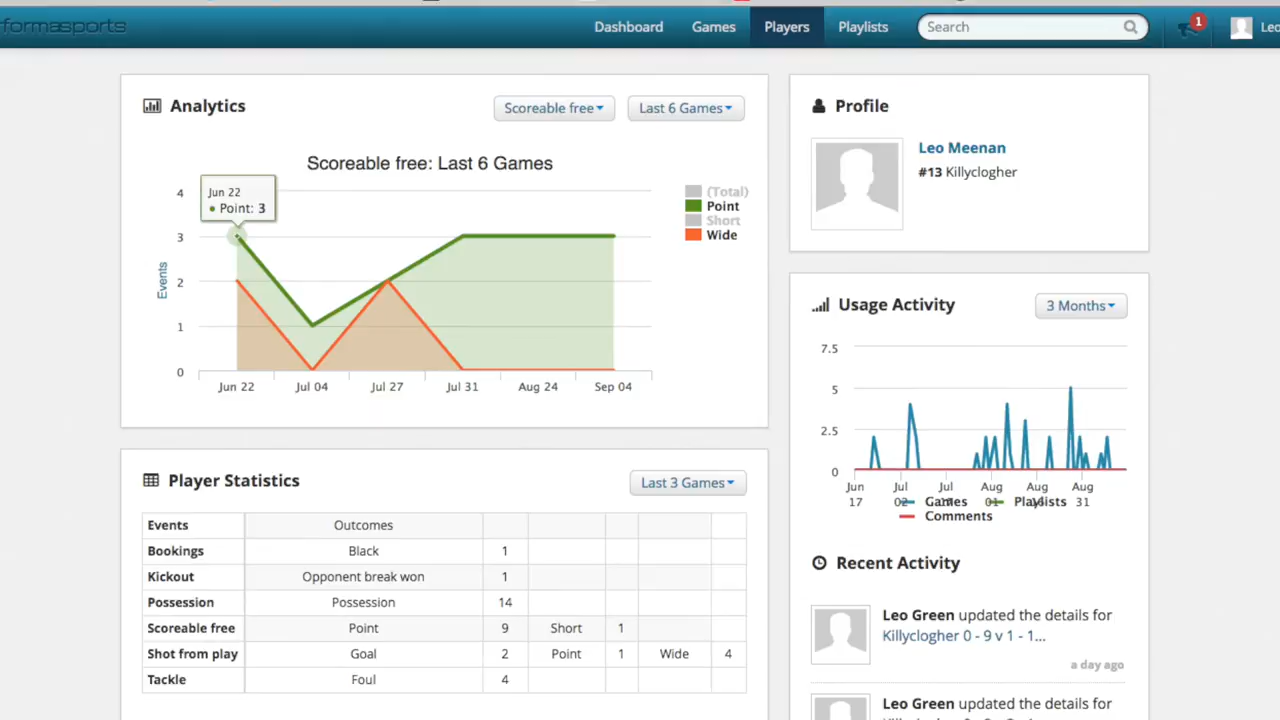 formasports Dashboard Games Players Playlists Search 1 Leo
Analytics Scoreable free Last 6 Games
Scoreable free: Last 6 Games
Jun 22
Point: 3
Events
4
3
2
1
0
Jun 22 Jul 04 Jul 27 Jul 31 Aug 24 Sep 04
(Total)
Point
Short
Wide
Profile
Leo Meenan
#13 Killyclogher
Usage Activity 3 Months
7.5
5
2.5
0
Jun Jul Jul Aug Aug Aug
17 02 17 01 16 31
Games Playlists
Comments
Player Statistics Last 3 Games
Events Outcomes
Bookings Black 1
Kickout Opponent break won 1
Possession Possession 14
Scoreable free Point 9 Short 1
Shot from play Goal 2 Point 1 Wide 4
Tackle Foul 4
Recent Activity
Leo Green updated the details for
Killyclogher 0 - 9 v 1 - 1...
a day ago
Leo Green updated the details for